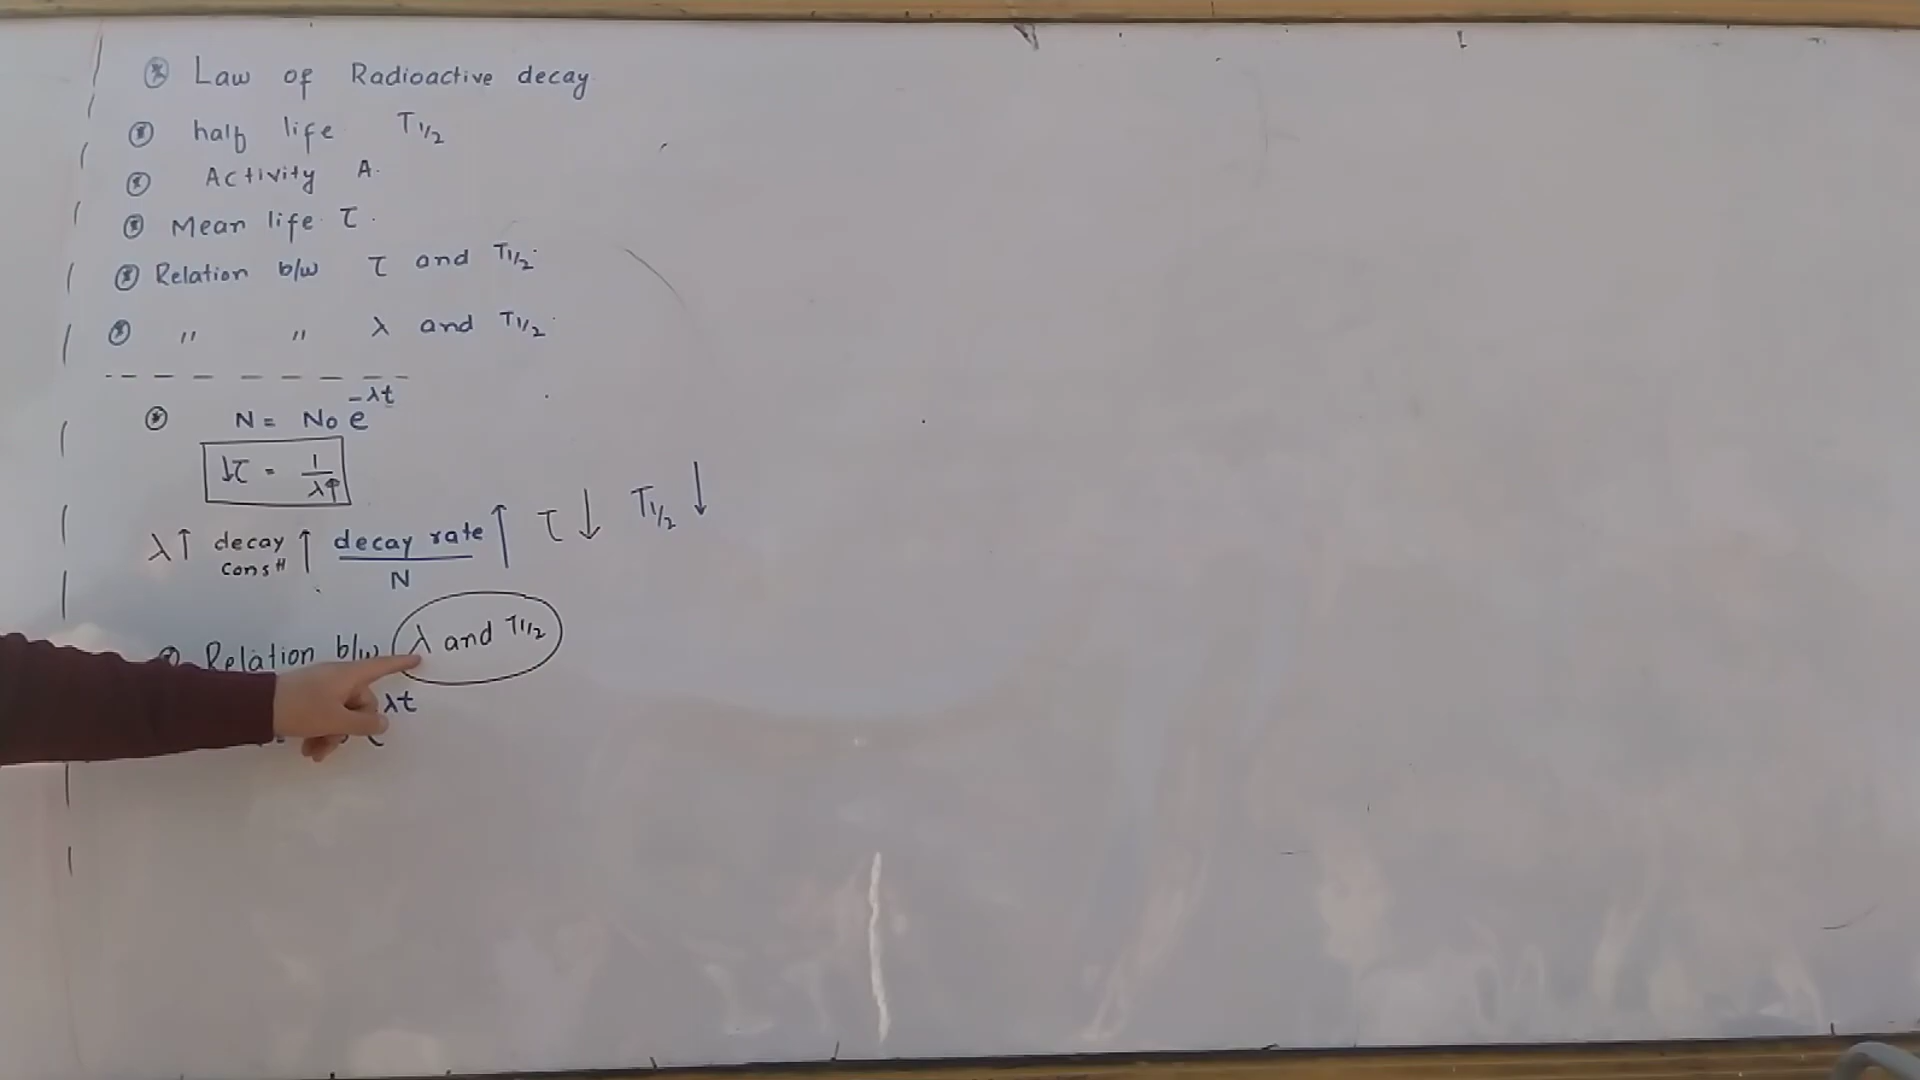 ⊛ Law of Radioactive decay
⊛ half life T1/2
⊛ Activity A.
⊛ Mean life τ.
⊛ Relation b/w τ and T1/2.
⊛ " " λ and T1/2.
⊛ N = No e^-λt
↓τ = 1/λ↑
λ↑ decay const↑ decay rate/N ↑ τ↓ T1/2↓
⊛ Relation b/w λ and T1/2
λt